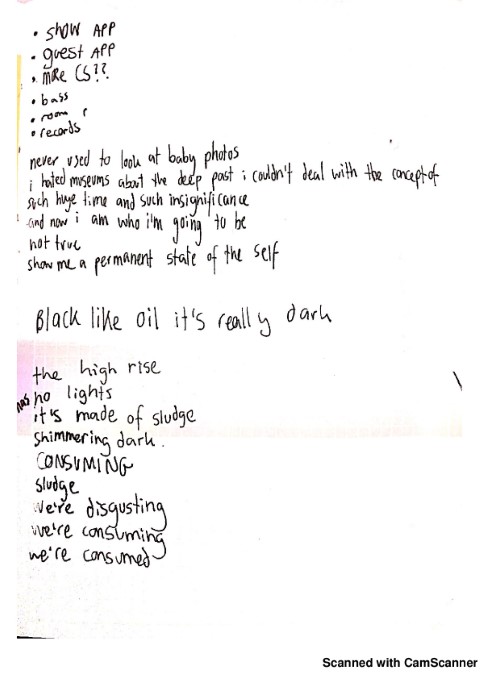 • show APP
• guest APP
• more CS??
• bass
• room
• records
never used to look at baby photos
i hated museums about the deep past i couldn't deal with the concept of
such huge time and such insignificance
and now i am who i'm going to be
not true
show me a permanent state of the self
Black like oil it's really dark
the high rise
has no lights
it's made of sludge
shimmering dark.
CONSUMING
sludge
we're disgusting
we're consuming
we're consumed
Scanned with CamScanner